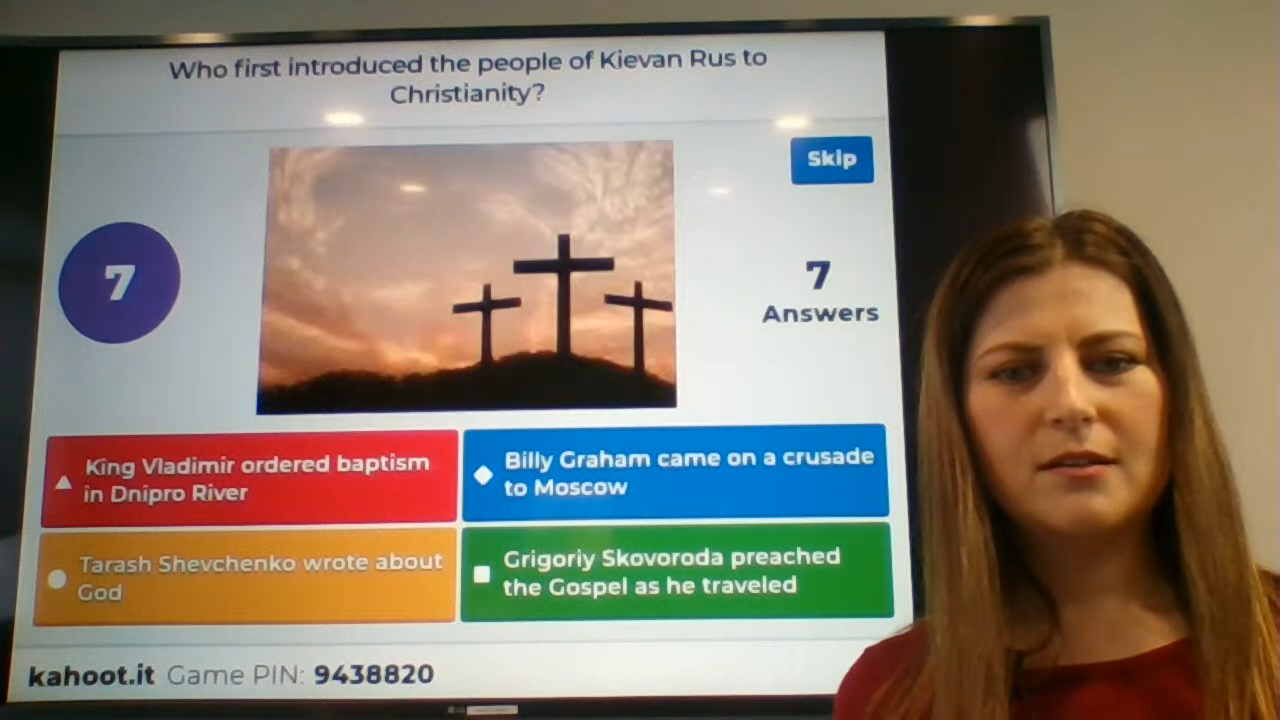 Who first introduced the people of Kievan Rus to
Christianity?
Skip
7
7
Answers
King Vladimir ordered baptism
in Dnipro River
Billy Graham came on a crusade
to Moscow
Tarash Shevchenko wrote about
God
Grigoriy Skovoroda preached
the Gospel as he traveled
kahoot.it Game PIN: 9438820